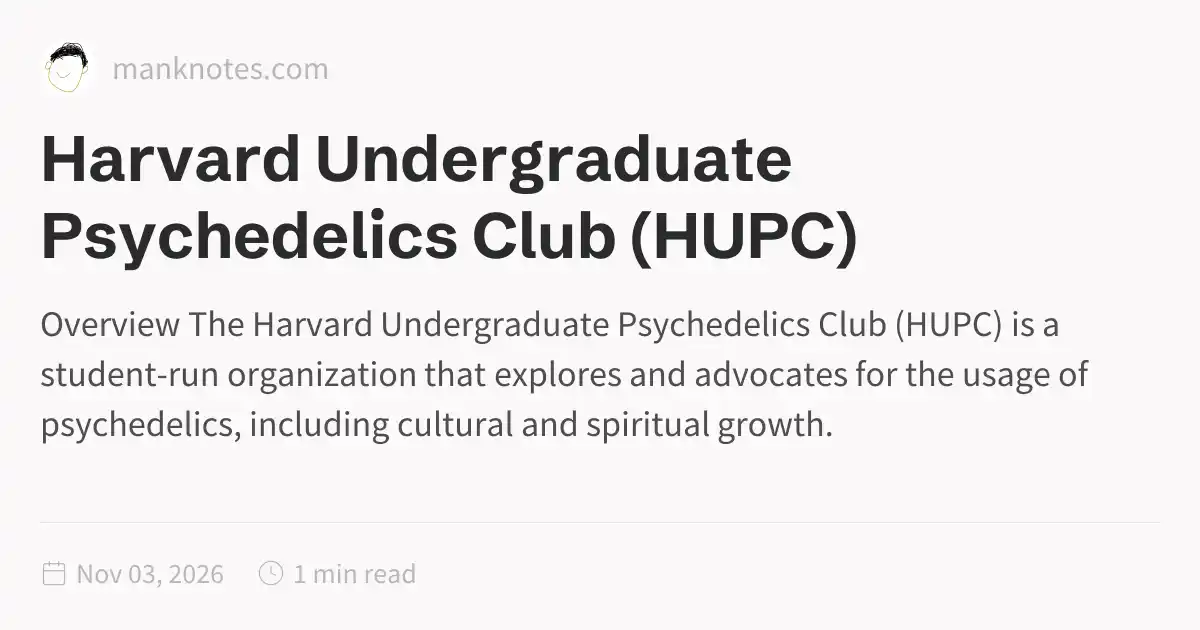 manknotes.com
Harvard Undergraduate
Psychedelics Club (HUPC)
Overview The Harvard Undergraduate Psychedelics Club (HUPC) is a
student-run organization that explores and advocates for the usage of
psychedelics, including cultural and spiritual growth.
Nov 03, 2026 1 min read